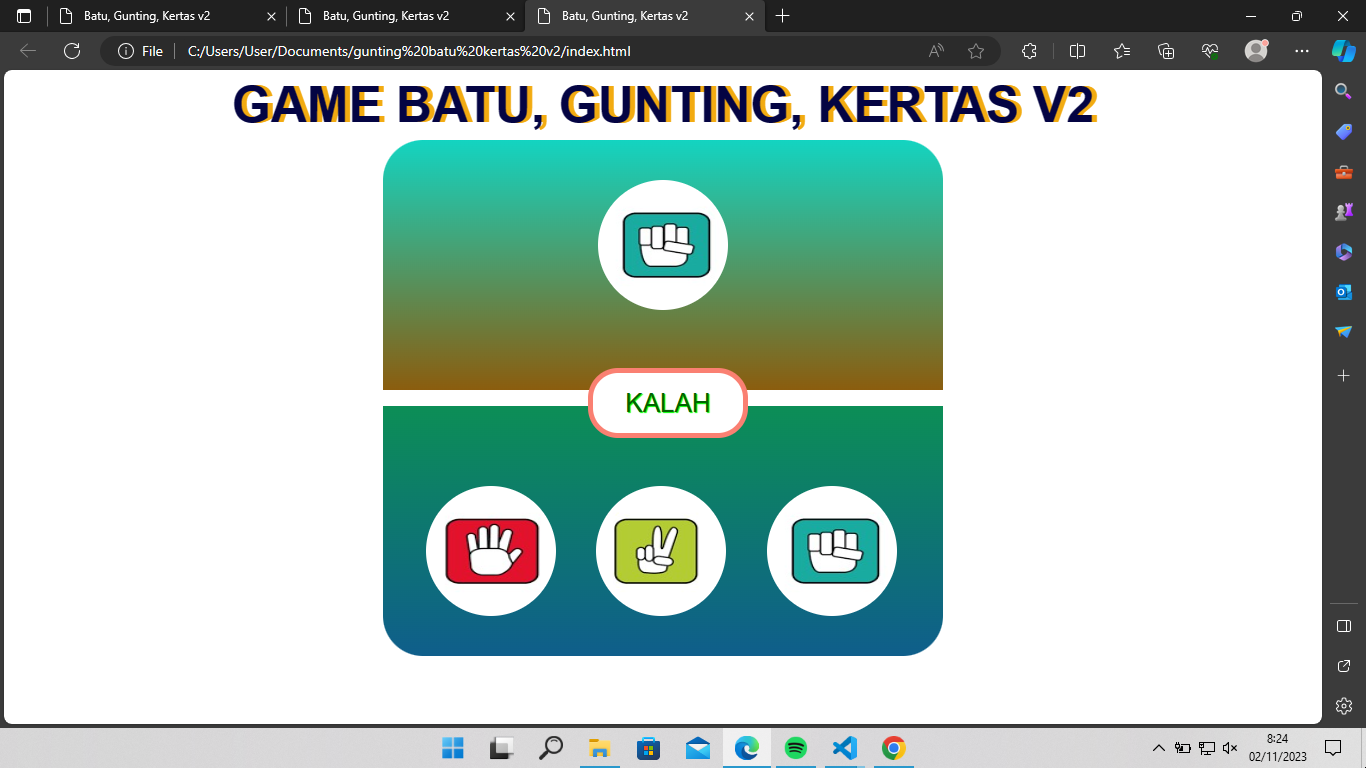 Batu, Gunting, Kertas v2
Batu, Gunting, Kertas v2
Batu, Gunting, Kertas v2
File
C:/Users/User/Documents/gunting%20batu%20kertas%20v2/index.html
GAME BATU, GUNTING, KERTAS V2
KALAH
8:24
02/11/2023